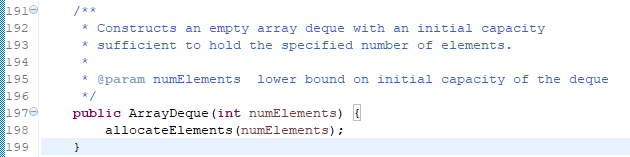 191 /**
192 * Constructs an empty array deque with an initial capacity
193 * sufficient to hold the specified number of elements.
194 *
195 * @param numElements  lower bound on initial capacity of the deque
196 */
197 public ArrayDeque(int numElements) {
198 allocateElements(numElements);
199 }